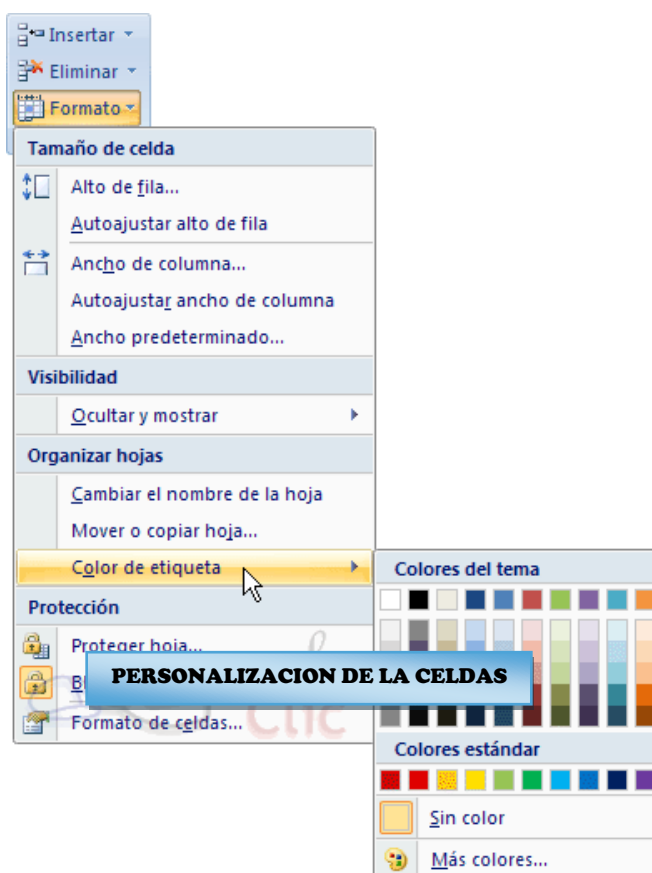 Insertar
Eliminar
Formato
Tamaño de celda
Alto de fila...
Autoajustar alto de fila
Ancho de columna...
Autoajustar ancho de columna
Ancho predeterminado...
Visibilidad
Ocultar y mostrar
Organizar hojas
Cambiar el nombre de la hoja
Mover o copiar hoja...
Color de etiqueta
Colores del tema
Protección
Proteger hoja...
PERSONALIZACION DE LA CELDAS
Formato de celdas...
Clic
Colores estándar
Sin color
Más colores...